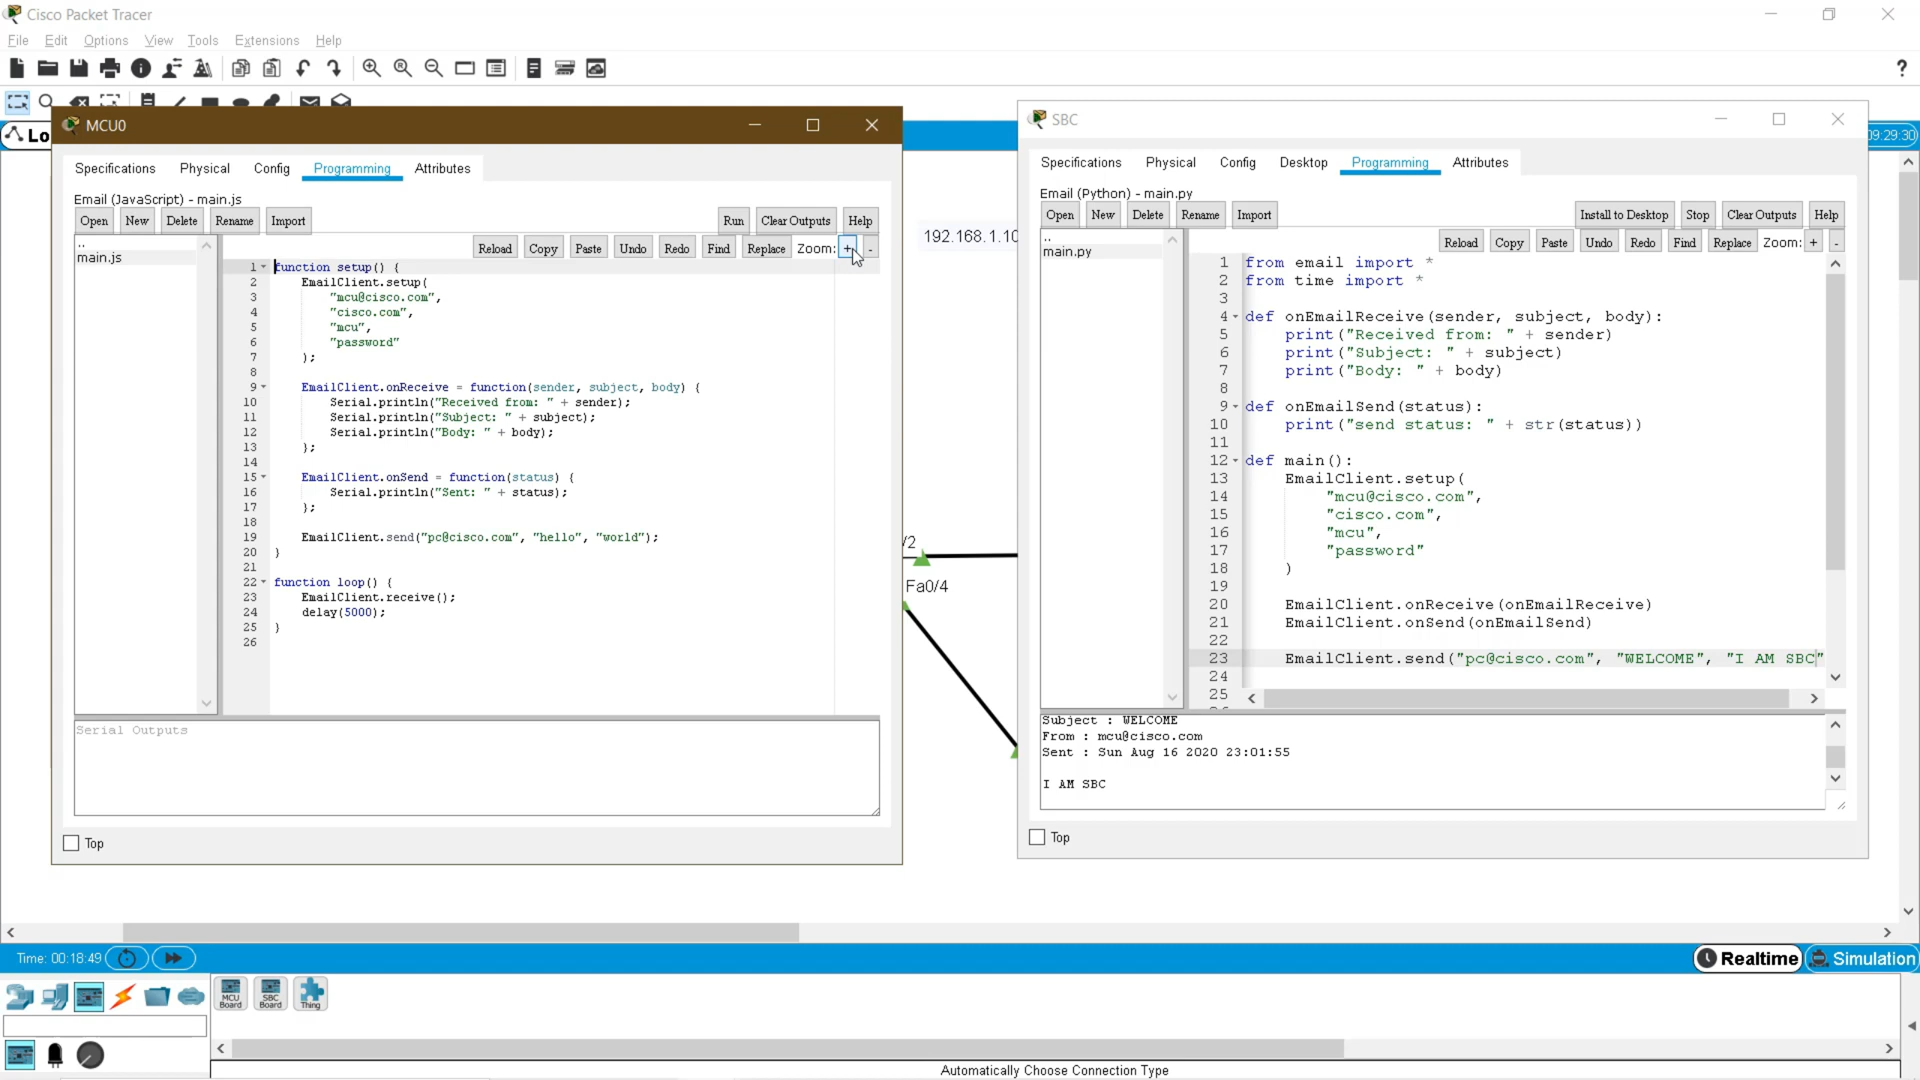 Cisco Packet Tracer
File Edit Options View Tools Extensions Help
?
Lo
09:29:30
MCU0
Specifications Physical Config Programming Attributes
Email (JavaScript) - main.js
Open New Delete Rename Import Run Clear Outputs Help
..
main.js
Reload Copy Paste Undo Redo Find Replace Zoom: + -
1 function setup() {
2 EmailClient.setup(
3 "mcu@cisco.com",
4 "cisco.com",
5 "mcu",
6 "password"
7 );
8
9 EmailClient.onReceive = function(sender, subject, body) {
10 Serial.println("Received from: " + sender);
11 Serial.println("Subject: " + subject);
12 Serial.println("Body: " + body);
13 };
14
15 EmailClient.onSend = function(status) {
16 Serial.println("Sent: " + status);
17 };
18
19 EmailClient.send("pc@cisco.com", "hello", "world");
20 }
21
22 function loop() {
23 EmailClient.receive();
24 delay(5000);
25 }
26
Serial Outputs
Top
192.168.1.10
/2
Fa0/4
SBC
Specifications Physical Config Desktop Programming Attributes
Email (Python) - main.py
Open New Delete Rename Import Install to Desktop Stop Clear Outputs Help
..
main.py
Reload Copy Paste Undo Redo Find Replace Zoom: + -
1 from email import *
2 from time import *
3
4 def onEmailReceive(sender, subject, body):
5 print("Received from: " + sender)
6 print("Subject: " + subject)
7 print("Body: " + body)
8
9 def onEmailSend(status):
10 print("send status: " + str(status))
11
12 def main():
13 EmailClient.setup(
14 "mcu@cisco.com",
15 "cisco.com",
16 "mcu",
17 "password"
18 )
19
20 EmailClient.onReceive(onEmailReceive)
21 EmailClient.onSend(onEmailSend)
22
23 EmailClient.send("pc@cisco.com", "WELCOME", "I AM SBC"
24
25
Subject : WELCOME
From : mcu@cisco.com
Sent : Sun Aug 16 2020 23:01:55
I AM SBC
Top
Time: 00:18:49
Realtime Simulation
MCU Board
SBC Board
Thing
Automatically Choose Connection Type